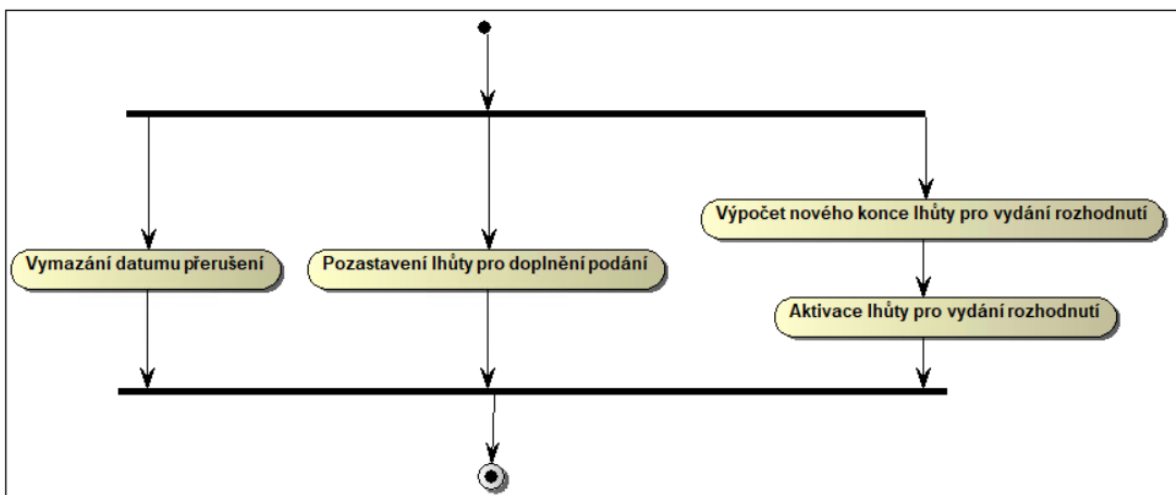 Výpočet nového konce lhůty pro vydání rozhodnutí
Vymazání datumu přerušení
Pozastavení lhůty pro doplnění podání
Aktivace lhůty pro vydání rozhodnutí